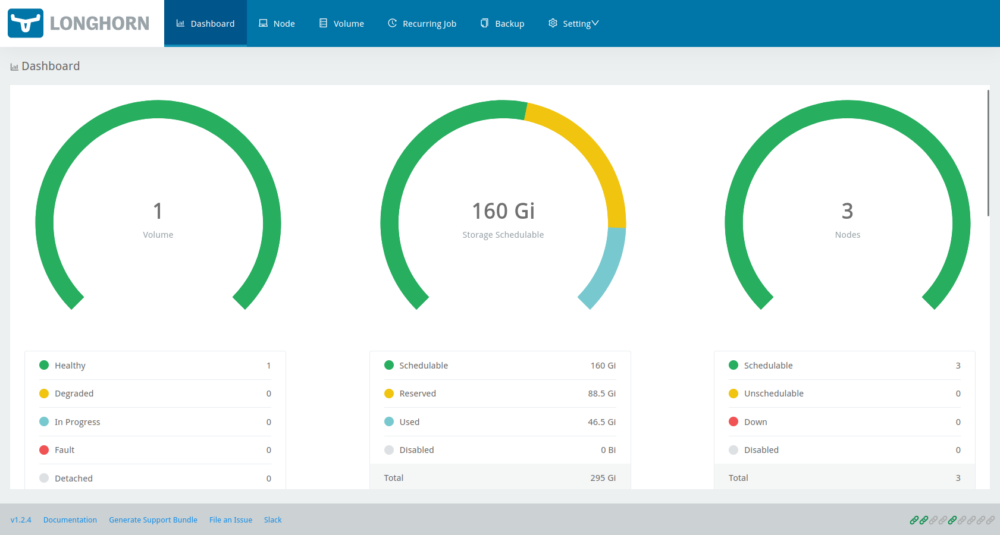 LONGHORN
Dashboard
Node
Volume
Recurring Job
Backup
Setting
Dashboard
1
Volume
160 Gi
Storage Schedulable
3
Nodes
Healthy 1
Degraded 0
In Progress 0
Fault 0
Detached 0
Schedulable 160 Gi
Reserved 88.5 Gi
Used 46.5 Gi
Disabled 0 Bi
Total 295 Gi
Schedulable 3
Unschedulable 0
Down 0
Disabled 0
Total 3
v1.2.4 Documentation Generate Support Bundle File an Issue Slack